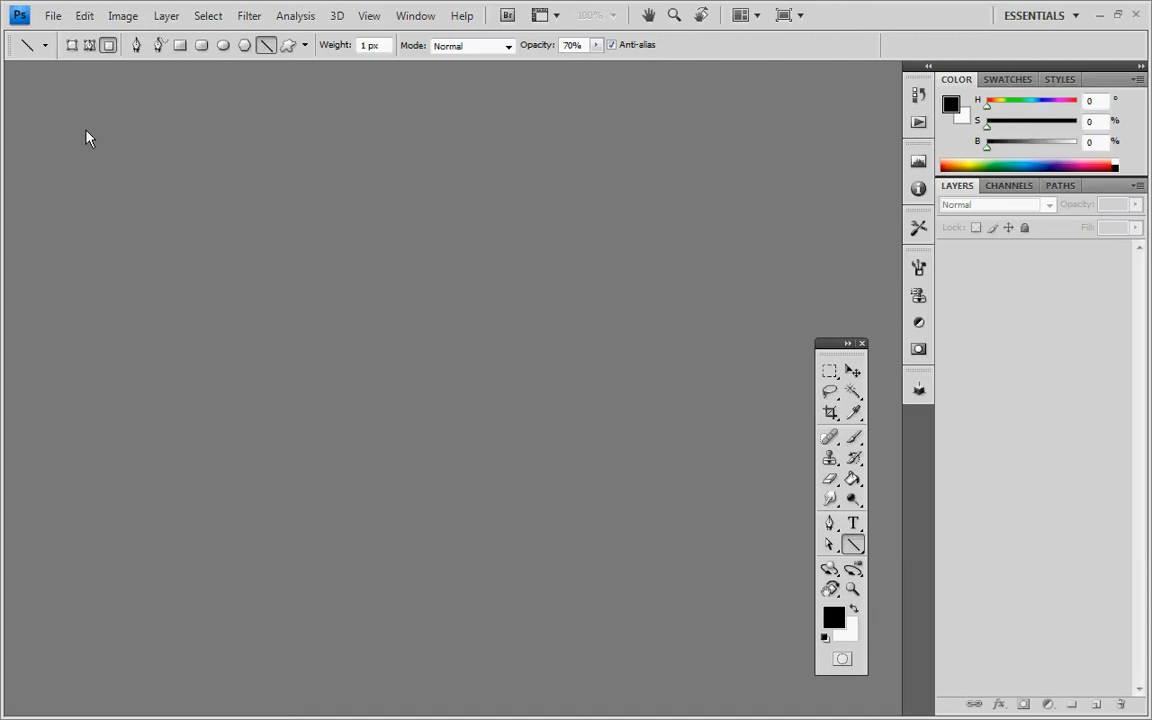 Ps File Edit Image Layer Select Filter Analysis 3D View Window Help Br 100% ESSENTIALS
Weight: 1 px Mode: Normal Opacity: 70% Anti-alias
COLOR SWATCHES STYLES
H 0 °
S 0 %
B 0 %
LAYERS CHANNELS PATHS
Normal Opacity:
Lock: Fill:
T